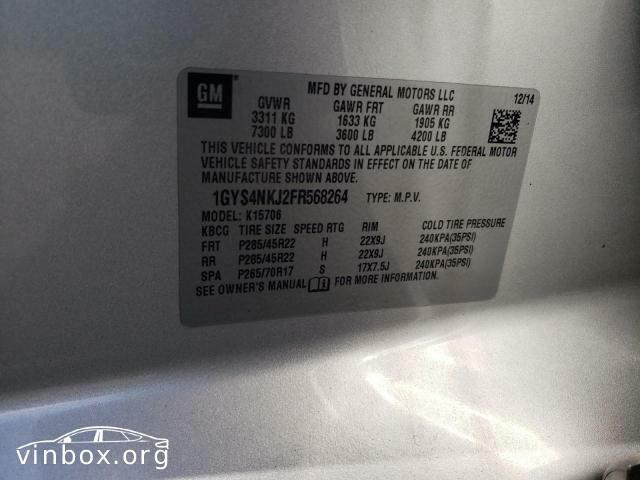 GM
MFD BY GENERAL MOTORS LLC 12/14
GVWR GAWR FRT GAWR RR
3311 KG 1633 KG 1905 KG
7300 LB 3600 LB 4200 LB
THIS VEHICLE CONFORMS TO ALL APPLICABLE U.S. FEDERAL MOTOR
VEHICLE SAFETY STANDARDS IN EFFECT ON THE DATE OF
MANUFACTURE SHOWN ABOVE.
1GYS4NKJ2FR568264 TYPE: M.P.V.
MODEL: K15706
KBCG TIRE SIZE SPEED RTG RIM COLD TIRE PRESSURE
FRT P285/45R22 H 22X9J 240KPA(35PSI)
RR P285/45R22 H 22X9J 240KPA(35PSI)
SPA P265/70R17 S 17X7.5J 240KPA(35PSI)
SEE OWNER'S MANUAL FOR MORE INFORMATION.
vinbox.org